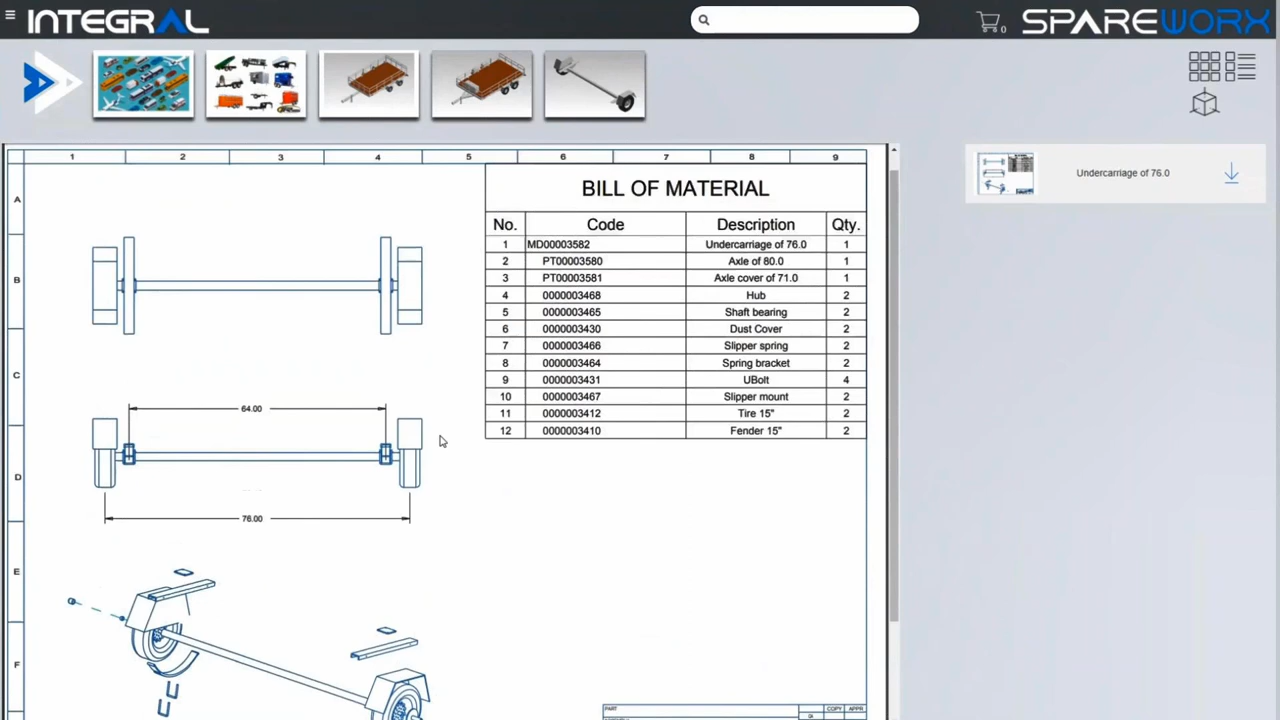 INTEGRAL
0
SPAREWORX
1 2 3 4 5 6 7 8 9
A
B
C
D
E
F
BILL OF MATERIAL
No. Code Description Qty.
1 MD00003582 Undercarriage of 76.0 1
2 PT00003580 Axle of 80.0 1
3 PT00003581 Axle cover of 71.0 1
4 0000003468 Hub 2
5 0000003465 Shaft bearing 2
6 0000003430 Dust Cover 2
7 0000003466 Slipper spring 2
8 0000003464 Spring bracket 2
9 0000003431 UBolt 4
10 0000003467 Slipper mount 2
11 0000003412 Tire 15"
2
12 0000003410 Fender 15" 2
64.00
76.00
PART
COPY APPR
Undercarriage of 76.0